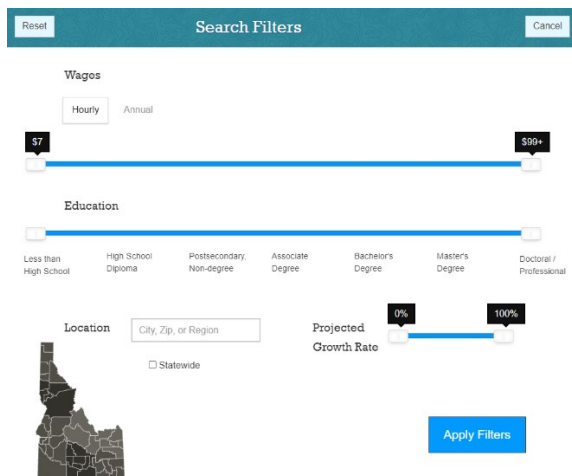 Reset
Search Filters
Cancel
Wages
Hourly
Annual
$7
$99+
Education
Less than
High School
High School
Diploma
Postsecondary,
Non-degree
Associate
Degree
Bachelor's
Degree
Master's
Degree
Doctoral /
Professional
Location
City, Zip, or Region
Statewide
Projected
Growth Rate
0%
100%
Apply Filters